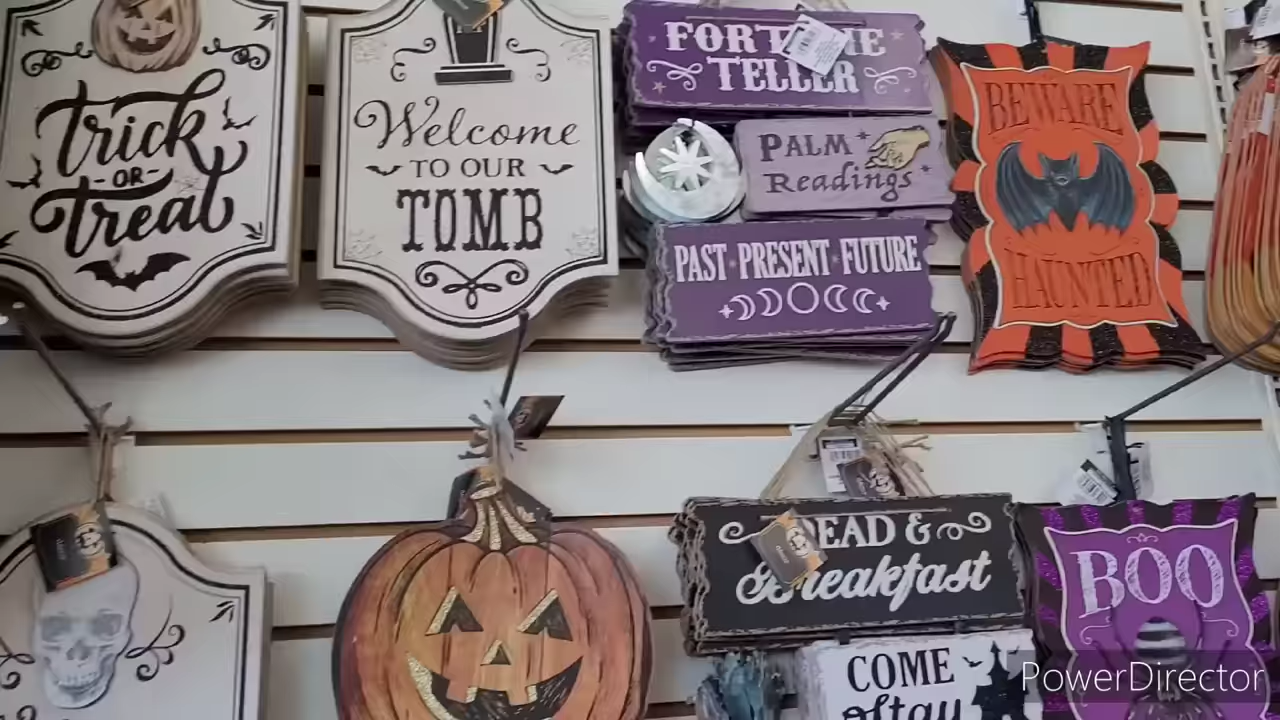 trick
-OR-
treat
Welcome
TO OUR
TOMB
FORTUNE
TELLER
PALM
Readings
PAST PRESENT FUTURE
BEWARE
HAUNTED
DEAD &
Breakfast
COME
BOO
PowerDirector